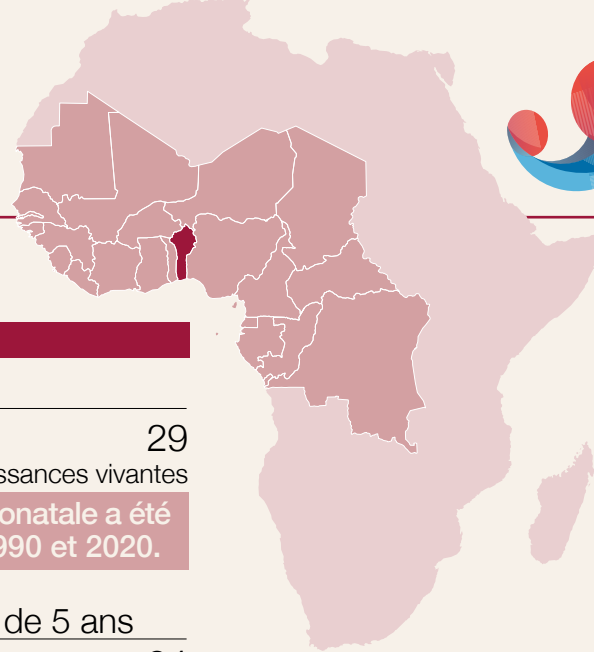 29
ssances vivantes
onatale a été
990 et 2020.
de 5 ans